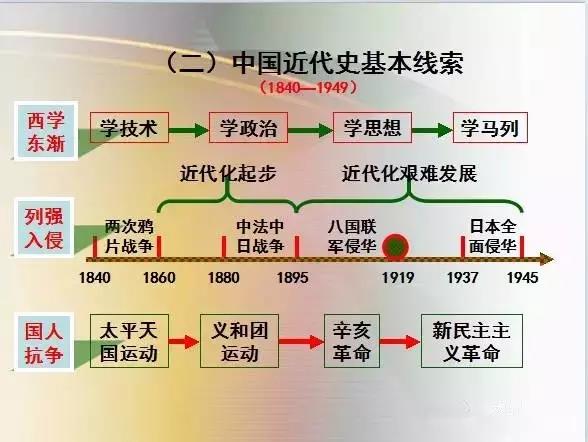 （二）中国近代史基本线索
（1840—1949）
西学
东渐
学技术
学政治
学思想
学马列
近代化起步
近代化艰难发展
列强
入侵
两次鸦
片战争
中法中
日战争
八国联
军侵华
日本全
面侵华
1840
1860
1880
1895
1919
1937
1945
国人
抗争
太平天
国运动
义和团
运动
辛亥
革命
新民主主
义革命